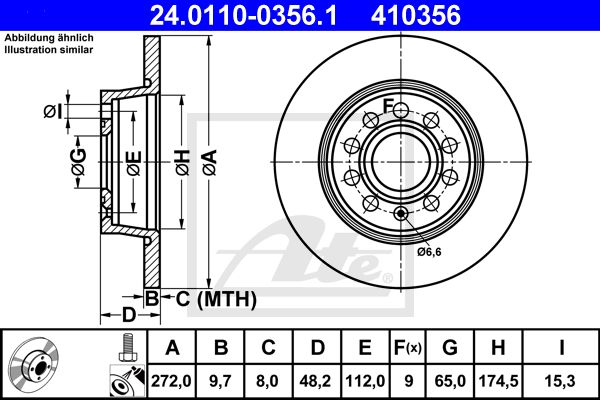 24.0110-0356.1 410356
Abbildung ähnlich
Illustration similar
ØI
ØG
ØE
ØH
ØA
F
Ø6,6
B
C (MTH)
D
Ate
®
A B C D E F(x) G H I
272,0 9,7 8,0 48,2 112,0 9 65,0 174,5 15,3